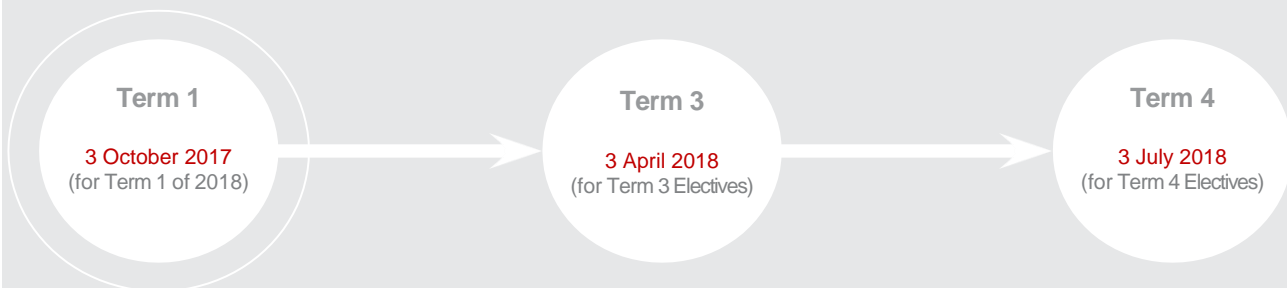 Term 1
3 October 2017
(for Term 1 of 2018)
Term 3
3 April 2018
(for Term 3 Electives)
Term 4
3 July 2018
(for Term 4 Electives)